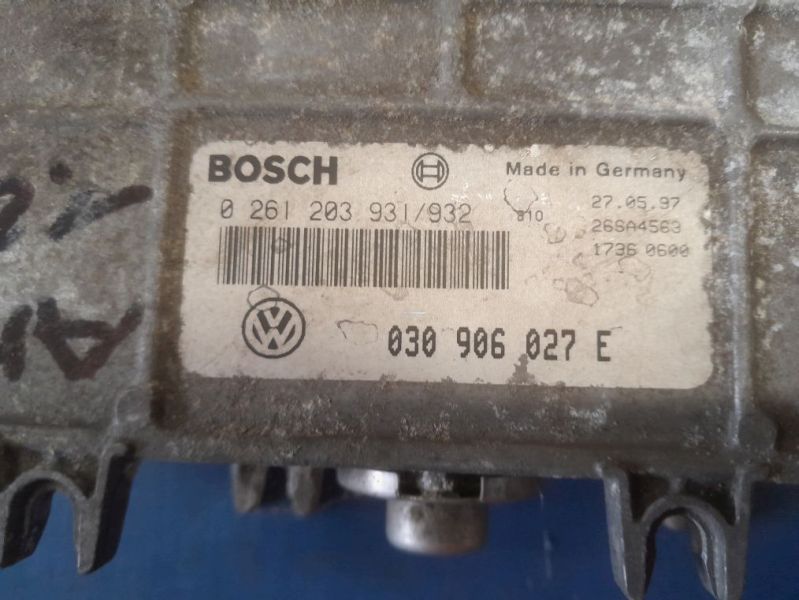 BOSCH
Made in Germany
0 261 203 931/932
810
27.05.97
26SA4563
1736 0600
VW
030 906 027 E